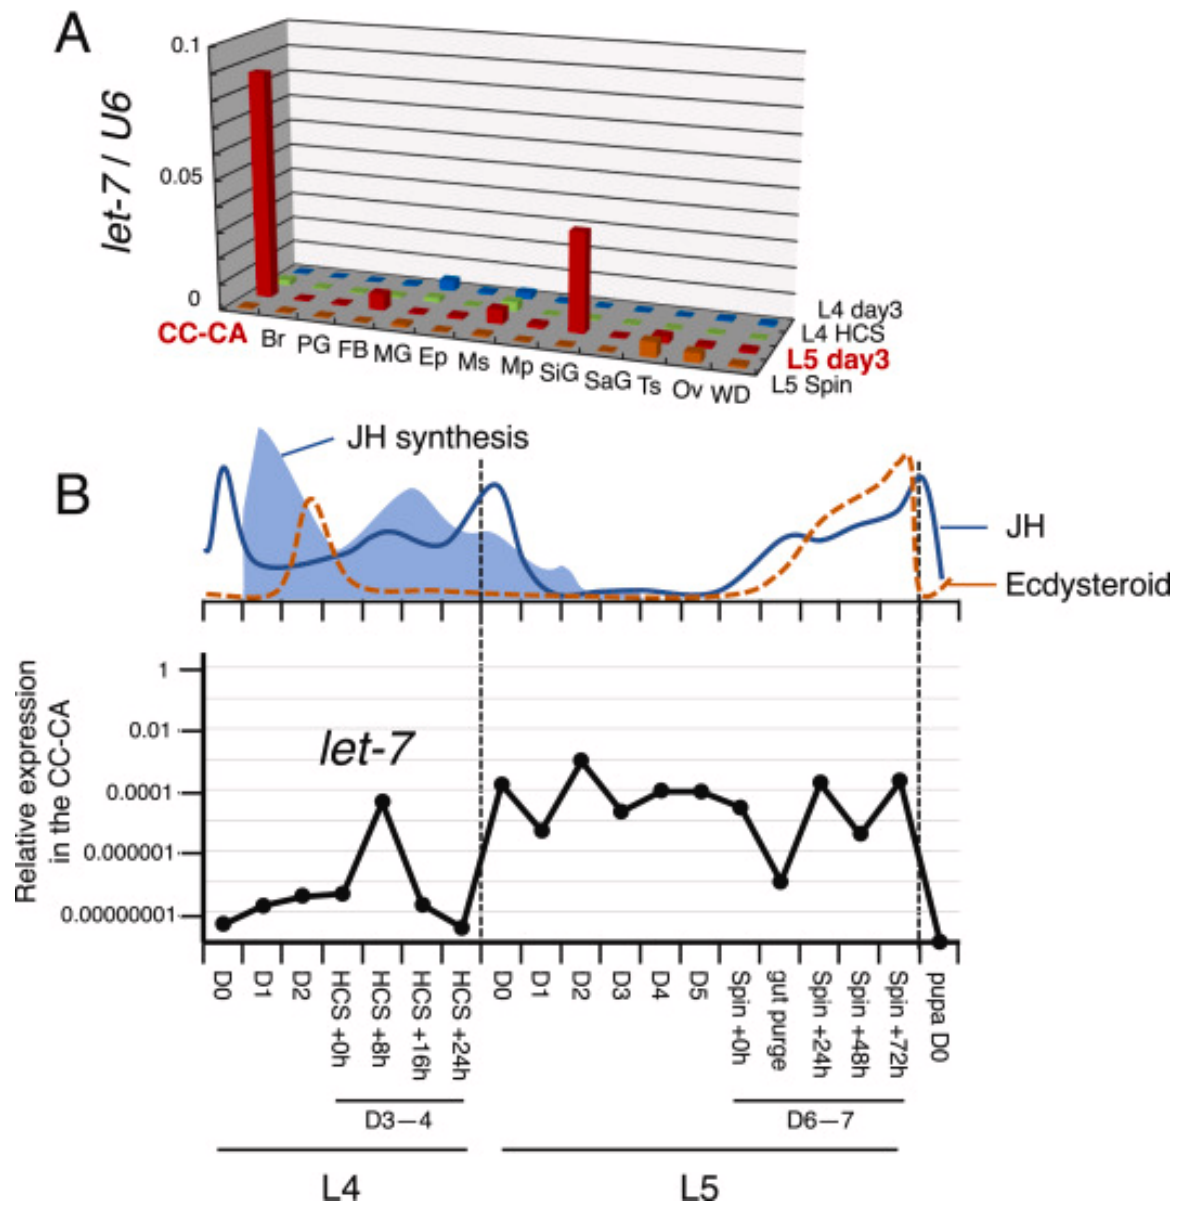 A
0.1
0.05
0
let-7 / U6
CC-CA Br PG FB MG Ep Ms Mp SiG SaG Ts Ov WD
L4 day3
L4 HCS
L5 day3
L5 Spin
B
JH synthesis
JH
Ecdysteroid
Relative expression
in the CC-CA
1
0.01
0.0001
0.000001
0.00000001
let-7
D0 D1 D2 HCS +0h HCS +8h HCS +16h HCS +24h D0 D1 D2 D3 D4 D5 Spin +0h gut purge Spin +24h Spin +48h Spin +72h pupa D0
D3—4 D6—7
L4 L5